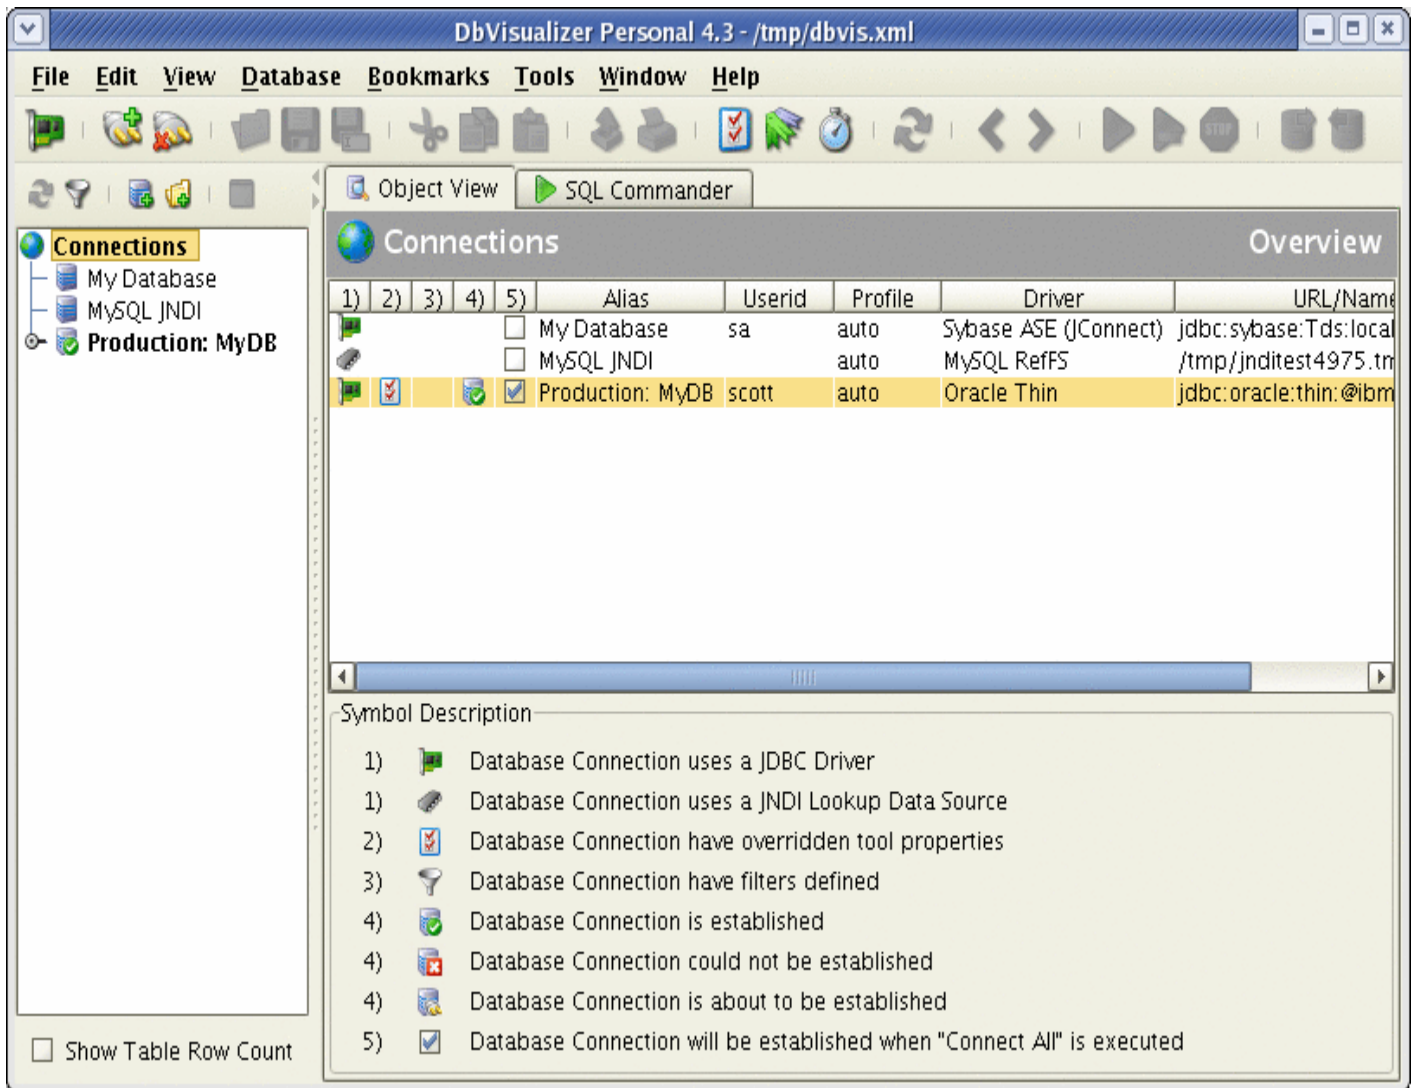 DbVisualizer Personal 4.3 - /tmp/dbvis.xml
File Edit View Database Bookmarks Tools Window Help
STOP
Object View SQL Commander
Connections
My Database
MySQL JNDI
Production: MyDB
Connections Overview
1) 2) 3) 4) 5) Alias Userid Profile Driver URL/Name
My Database sa auto Sybase ASE (JConnect) jdbc:sybase:Tds:local
MySQL JNDI auto MySQL RefFS /tmp/jnditest4975.tm
Production: MyDB scott auto Oracle Thin jdbc:oracle:thin:@ibm
Symbol Description
1) Database Connection uses a JDBC Driver
1) Database Connection uses a JNDI Lookup Data Source
2) Database Connection have overridden tool properties
3) Database Connection have filters defined
4) Database Connection is established
4) Database Connection could not be established
4) Database Connection is about to be established
5) Database Connection will be established when "Connect All" is executed
Show Table Row Count